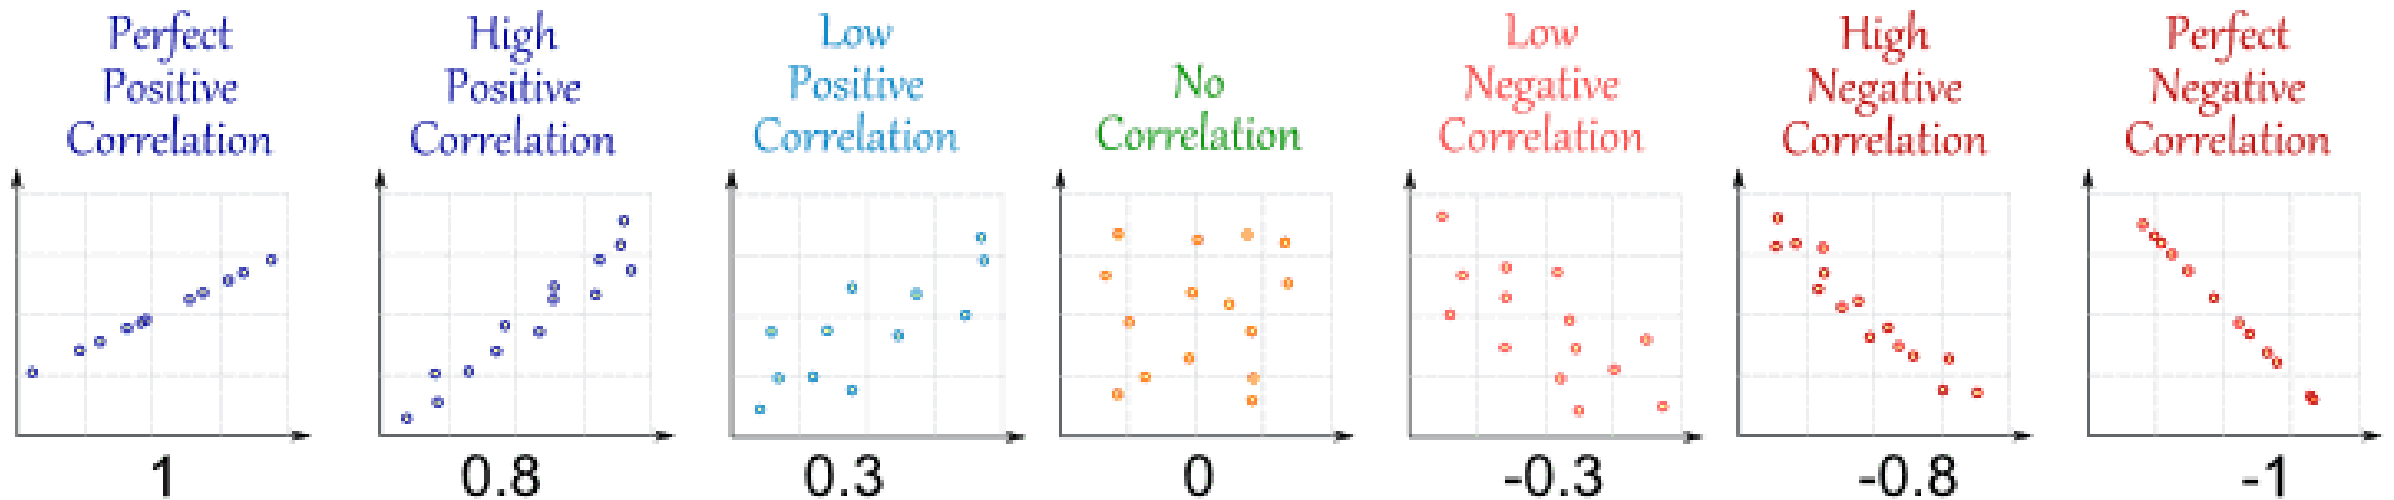 Perfect
Positive
Correlation
High
Positive
Correlation
Low
Positive
Correlation
No
Correlation
Low
Negative
Correlation
High
Negative
Correlation
Perfect
Negative
Correlation
1
0.8
0.3
0
-0.3
-0.8
-1